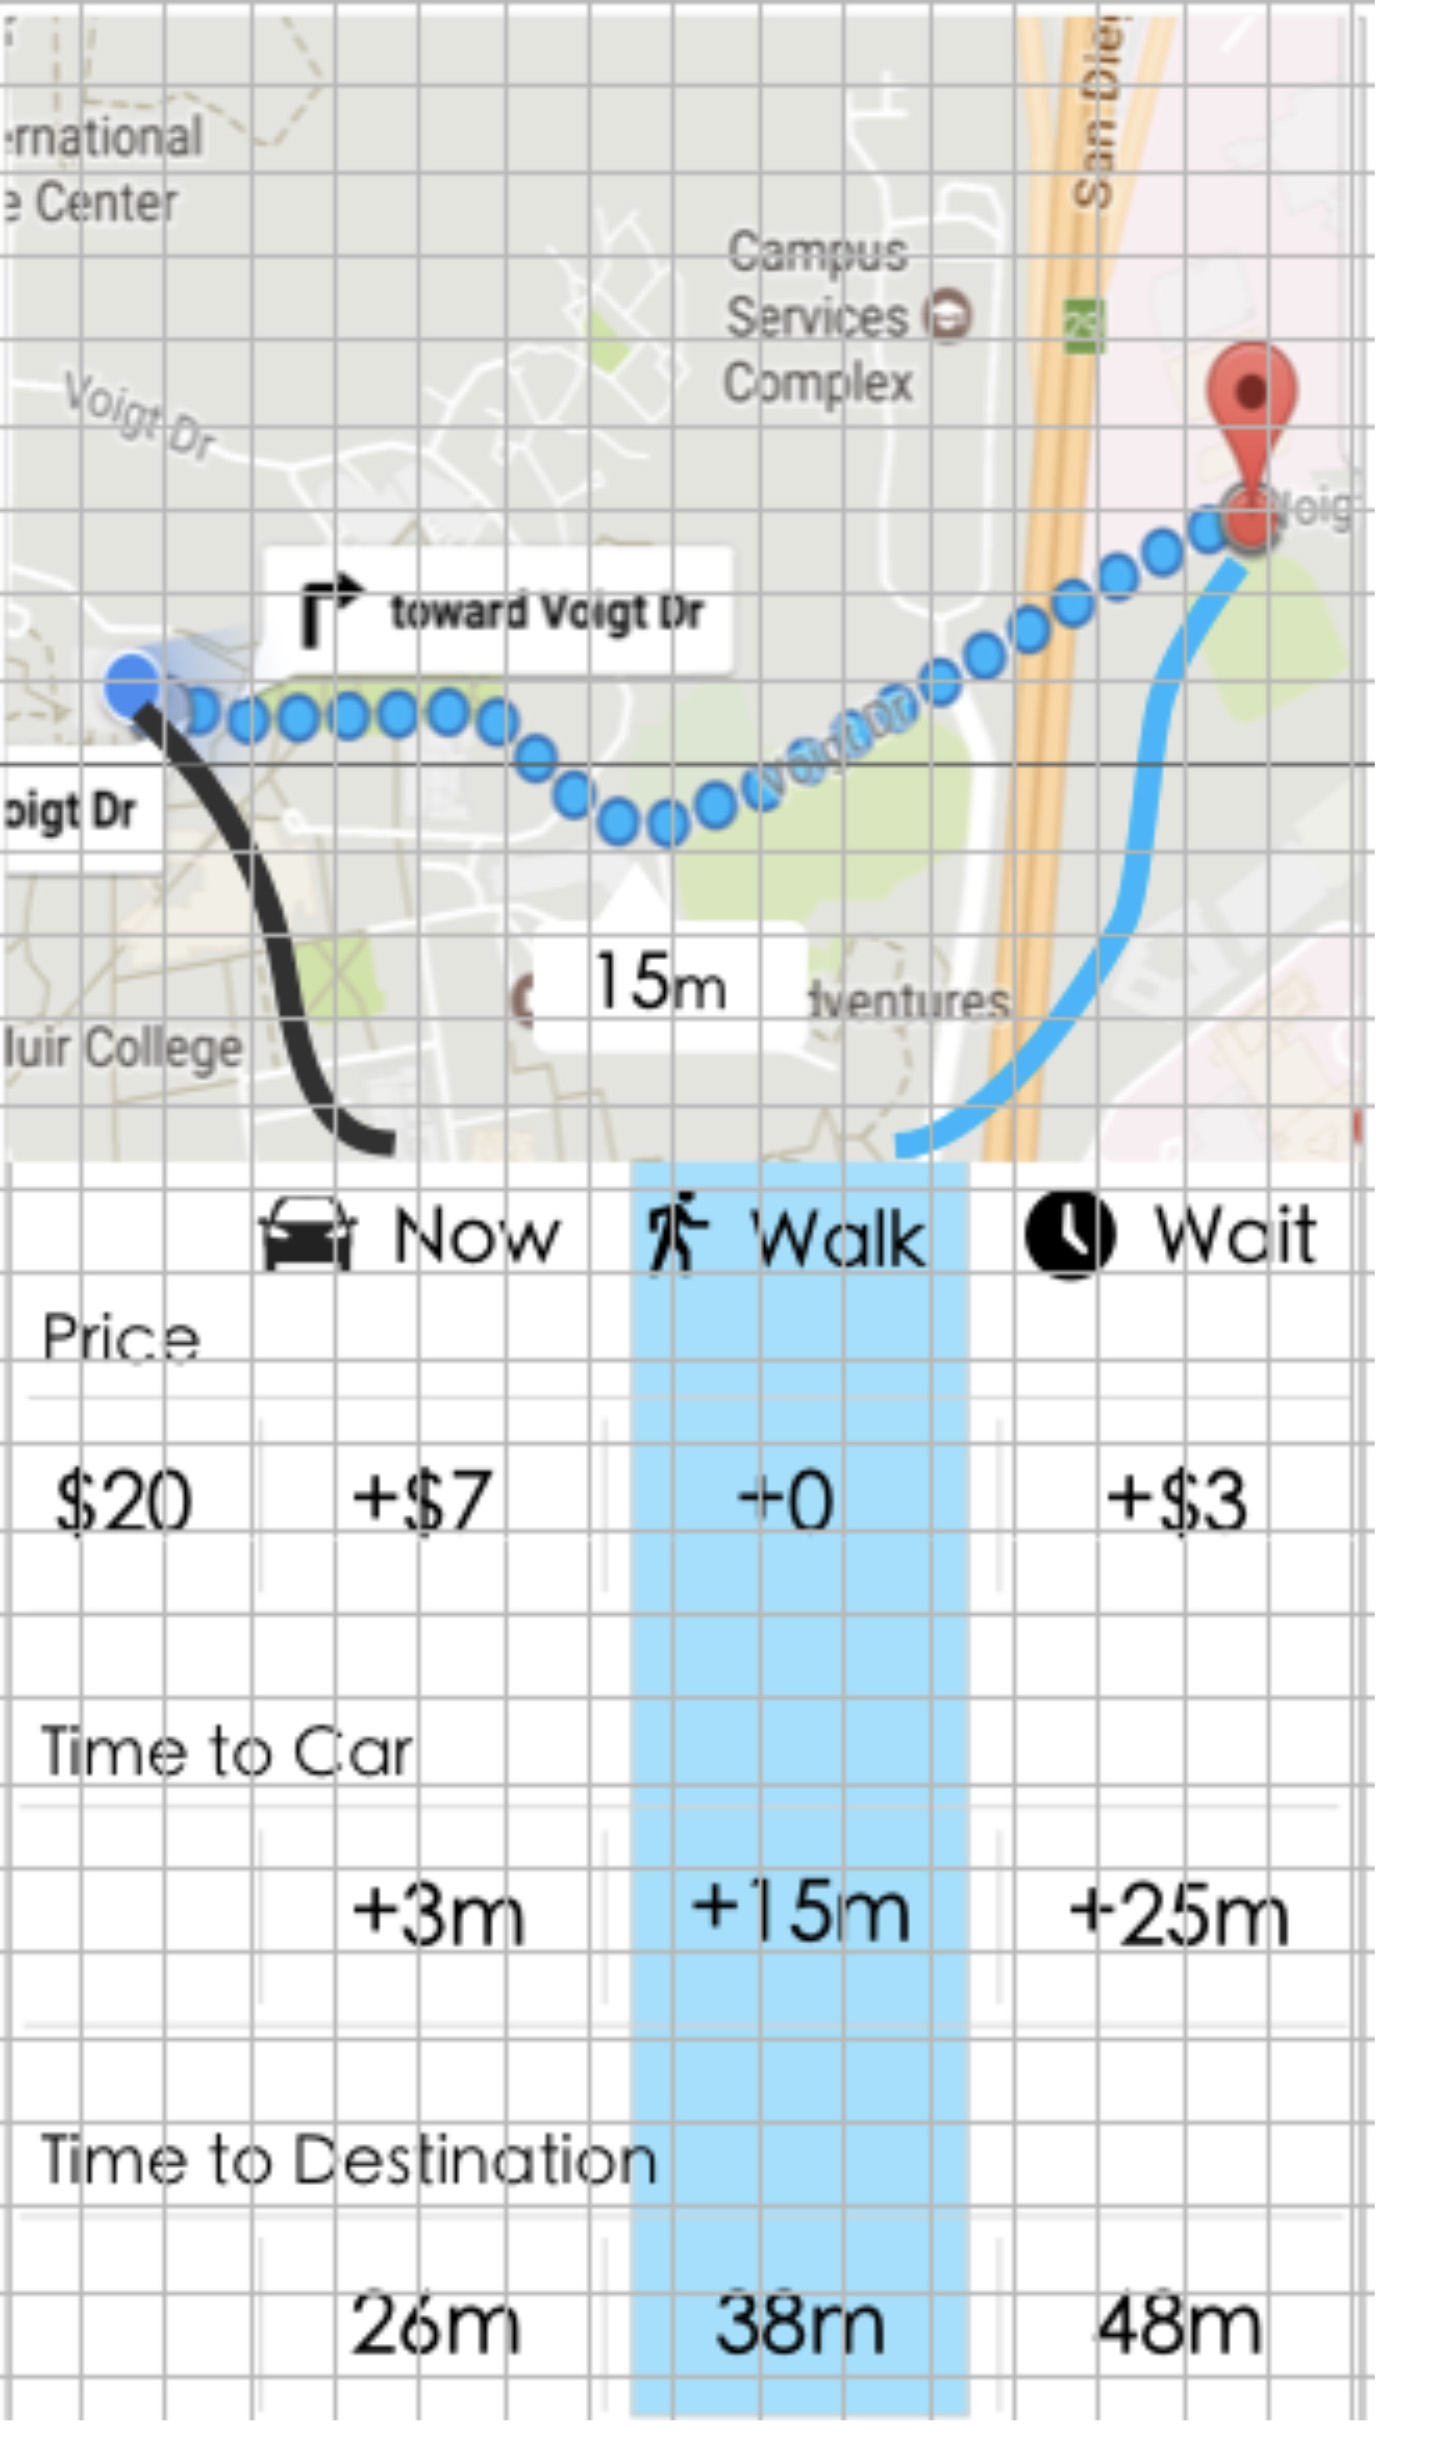 ernational
e Center
San Die
Campus
Services
Complex
Voigt Dr
Voig
toward Voigt Dr
Voigt Dr
oigt Dr
15m
dventures
luir College
Now Walk Wait
Price
$20 +$7 +0 +$3
Time to Car
+3m +15m +25m
Time to Destination
26m 38m 48m